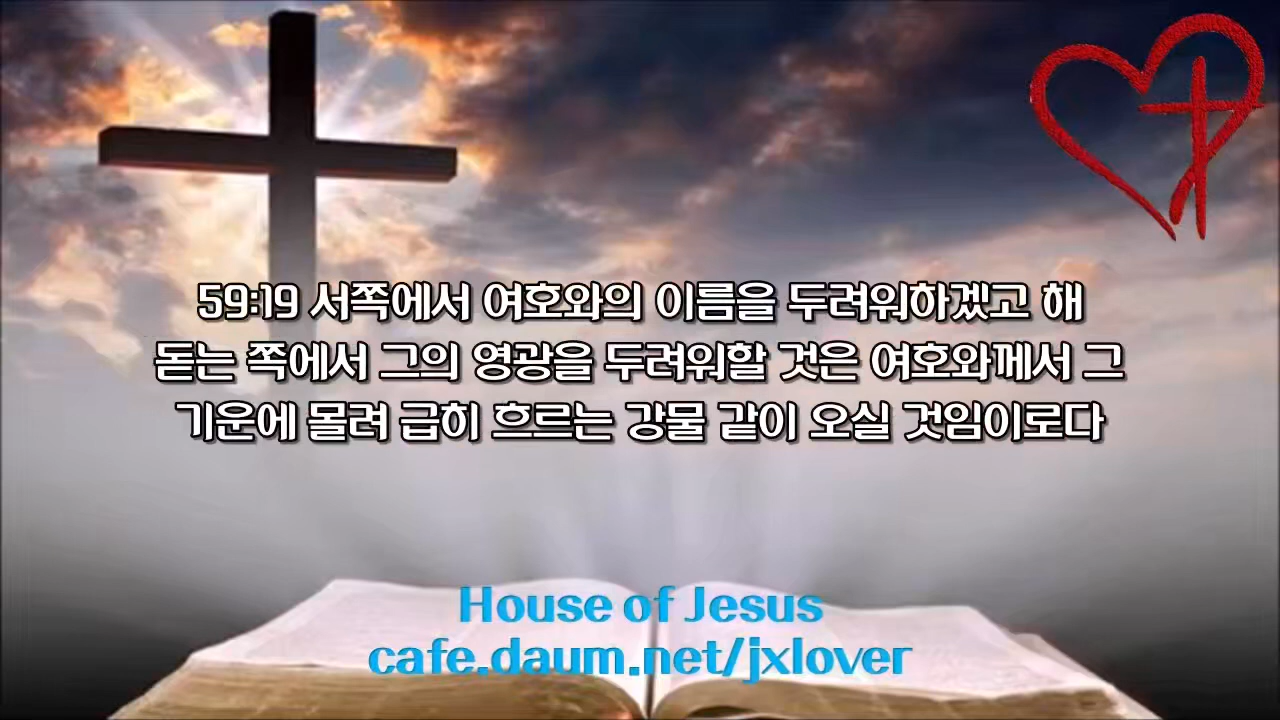 59:19 서쪽에서 여호와의 이름을 두려워하겠고 해
돋는 쪽에서 그의 영광을 두려워할 것은 여호와께서 그
기운에 몰려 급히 흐르는 강물 같이 오실 것임이로다
House of Jesus
cafe.daum.net/jxlover